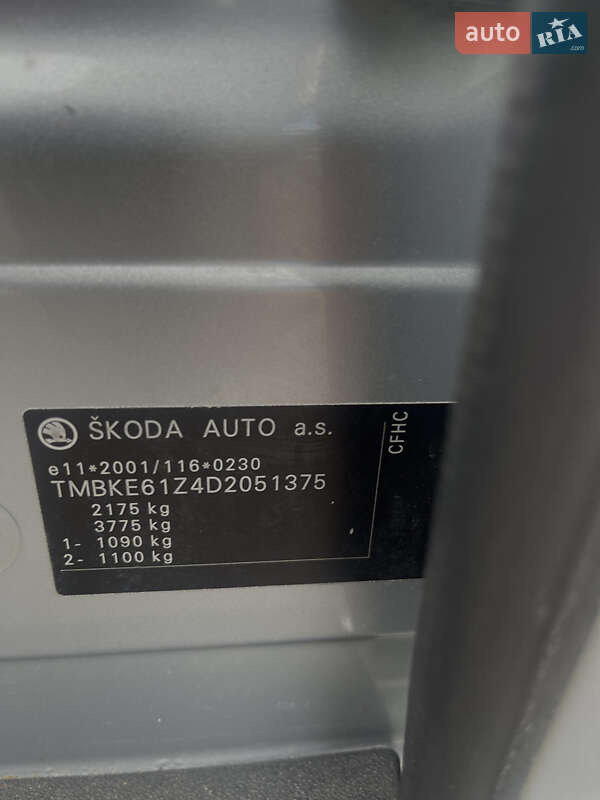 auto RIA.com
ŠKODA AUTO a.s.
CFHC
e11*2001/116*0230
TMBKE61Z4D2051375
2175 kg
3775 kg
1- 1090 kg
2- 1100 kg